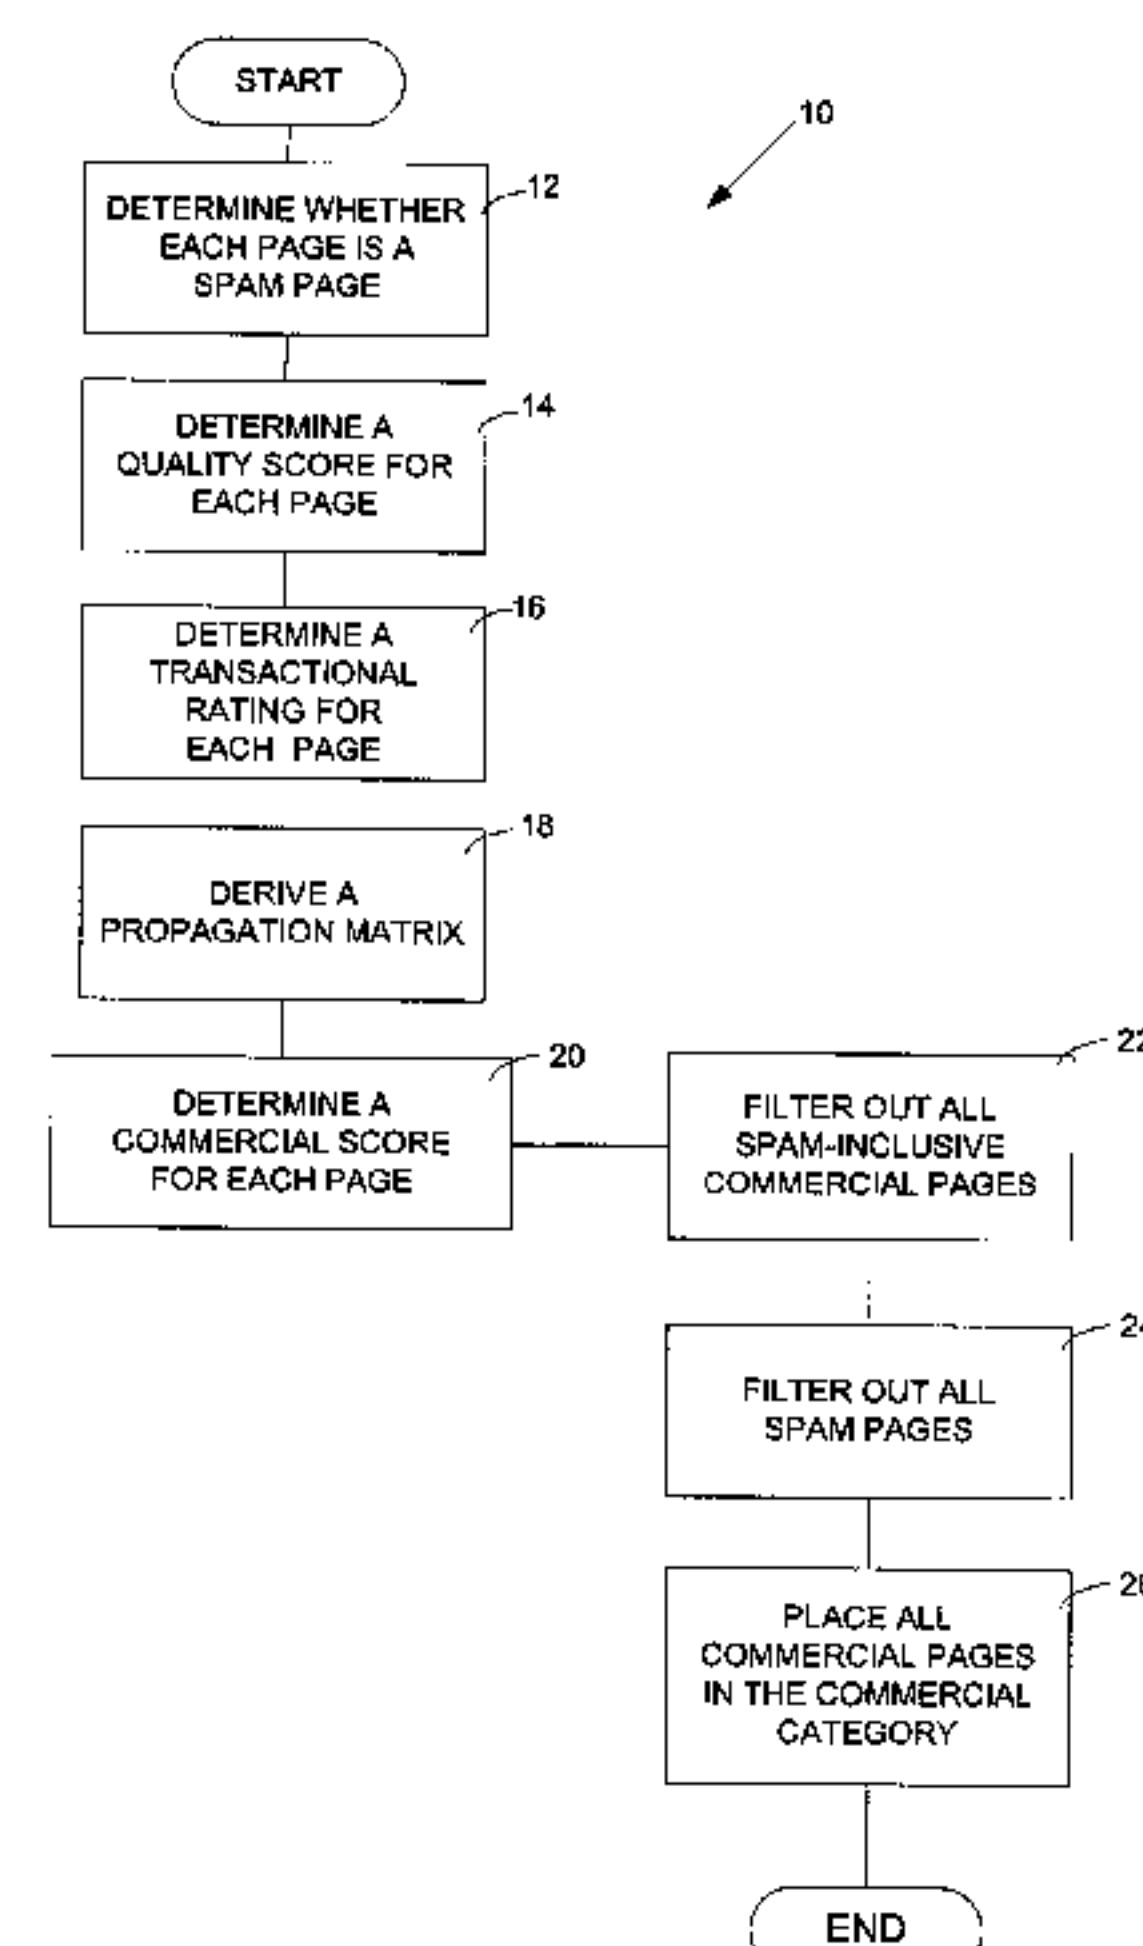 START
10
12
DETERMINE WHETHER
EACH PAGE IS A
SPAM PAGE
14
DETERMINE A
QUALITY SCORE FOR
EACH PAGE
16
DETERMINE A
TRANSACTIONAL
RATING FOR
EACH PAGE
18
DERIVE A
PROPAGATION MATRIX
20
DETERMINE A
COMMERCIAL SCORE
FOR EACH PAGE
22
FILTER OUT ALL
SPAM-INCLUSIVE
COMMERCIAL PAGES
24
FILTER OUT ALL
SPAM PAGES
PLACE ALL
COMMERCIAL PAGES
IN THE COMMERCIAL
CATEGORY
END